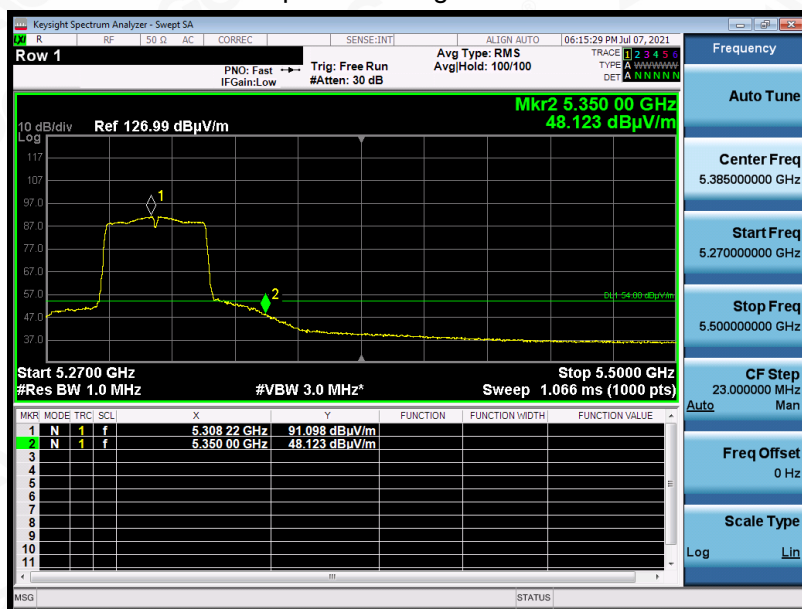 Keysight Spectrum Analyzer - Swept SA
LXI R RF 50 Ω AC CORREC SENSE:INT ALIGN AUTO 06:15:29 PM Jul 07, 2021
Row 1
PNO: Fast
IFGain:Low
Trig: Free Run
#Atten: 30 dB
Avg Type: RMS
Avg|Hold: 100/100
TRACE 1 2 3 4 5 6
TYPE A WWWWW
DET A N N N N N
Mkr2 5.350 00 GHz
48.123 dBµV/m
10 dB/div Ref 126.99 dBµV/m
Log
117
107
97.0
87.0
77.0
67.0
57.0
47.0
37.0
1
2
DL1 54.00 dBµV/m
Start 5.2700 GHz Stop 5.5000 GHz
#Res BW 1.0 MHz #VBW 3.0 MHz* Sweep 1.066 ms (1000 pts)
MKR MODE TRC SCL X Y FUNCTION FUNCTION WIDTH FUNCTION VALUE
1 N 1 f 5.308 22 GHz 91.098 dBµV/m
2 N 1 f 5.350 00 GHz 48.123 dBµV/m
3
4
5
6
7
8
9
10
11
MSG STATUS
Frequency
Auto Tune
Center Freq
5.385000000 GHz
Start Freq
5.270000000 GHz
Stop Freq
5.500000000 GHz
CF Step
23.000000 MHz
Auto Man
Freq Offset
0 Hz
Scale Type
Log Lin